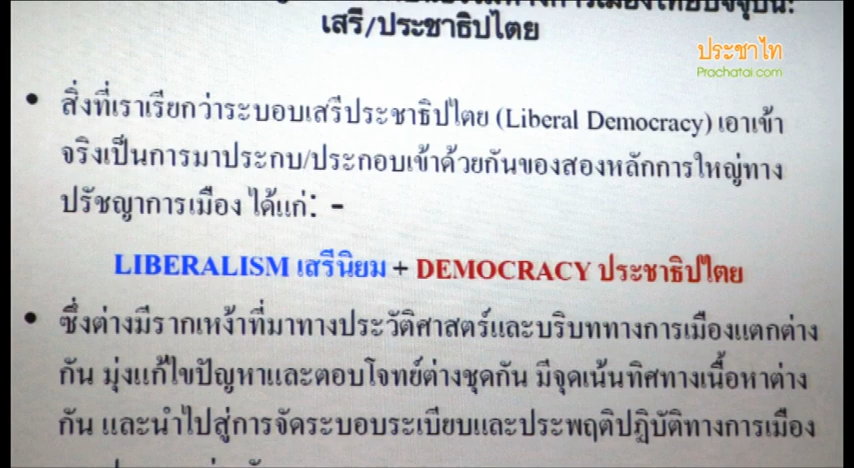 เสรี/ประชาธิปไตย
ประชาไท
Prachatai.com
• สิ่งที่เราเรียกว่าระบอบเสรีประชาธิปไตย (Liberal Democracy) เอาเข้า
จริงเป็นการมาประกบ/ประกอบเข้าด้วยกันของสองหลักการใหญ่ทาง
ปรัชญาการเมือง ได้แก่: -
LIBERALISM เสรีนิยม + DEMOCRACY ประชาธิปไตย
• ซึ่งต่างมีรากเหง้าที่มาทางประวัติศาสตร์และบริบททางการเมืองแตกต่าง
กัน มุ่งแก้ไขปัญหาและตอบโจทย์ต่างชุดกัน มีจุดเน้นทิศทางเนื้อหาต่าง
กัน และนำไปสู่การจัดระบอบระเบียบและประพฤติปฏิบัติทางการเมือง